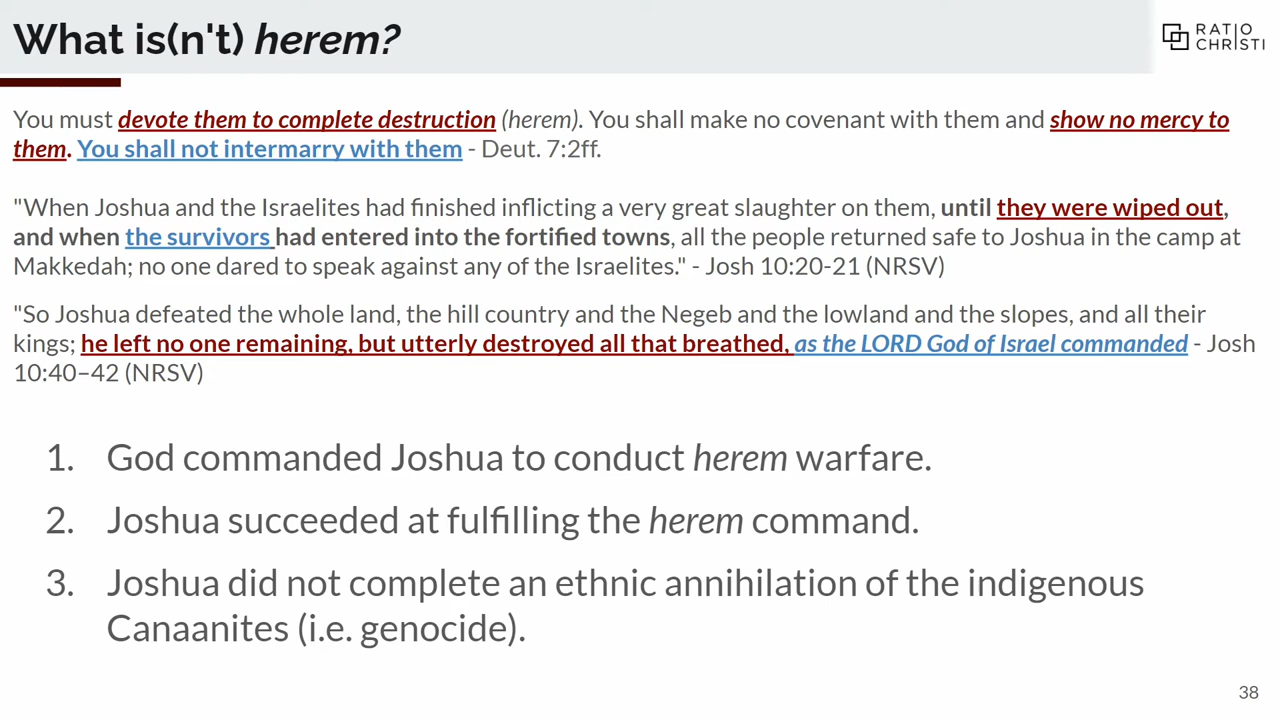 What is(n't) herem?
RATIO
CHRISTI
You must devote them to complete destruction (herem). You shall make no covenant with them and show no mercy to
them. You shall not intermarry with them - Deut. 7:2ff.
"When Joshua and the Israelites had finished inflicting a very great slaughter on them, until they were wiped out,
and when the survivors had entered into the fortified towns, all the people returned safe to Joshua in the camp at
Makkedah; no one dared to speak against any of the Israelites." - Josh 10:20-21 (NRSV)
"So Joshua defeated the whole land, the hill country and the Negeb and the lowland and the slopes, and all their
kings; he left no one remaining, but utterly destroyed all that breathed, as the LORD God of Israel commanded - Josh
10:40–42 (NRSV)
1. God commanded Joshua to conduct herem warfare.
2. Joshua succeeded at fulfilling the herem command.
3. Joshua did not complete an ethnic annihilation of the indigenous
Canaanites (i.e. genocide).
38